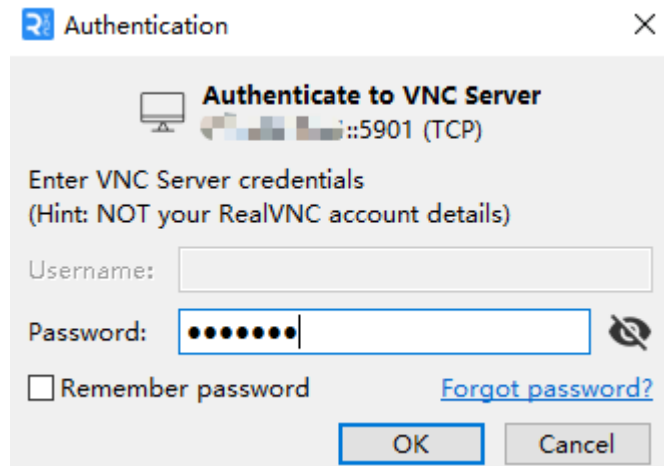 Authentication
Authenticate to VNC Server
::5901 (TCP)
Enter VNC Server credentials
(Hint: NOT your RealVNC account details)
Username:
Password: ●●●●●●●
Remember password
Forgot password?
OK
Cancel